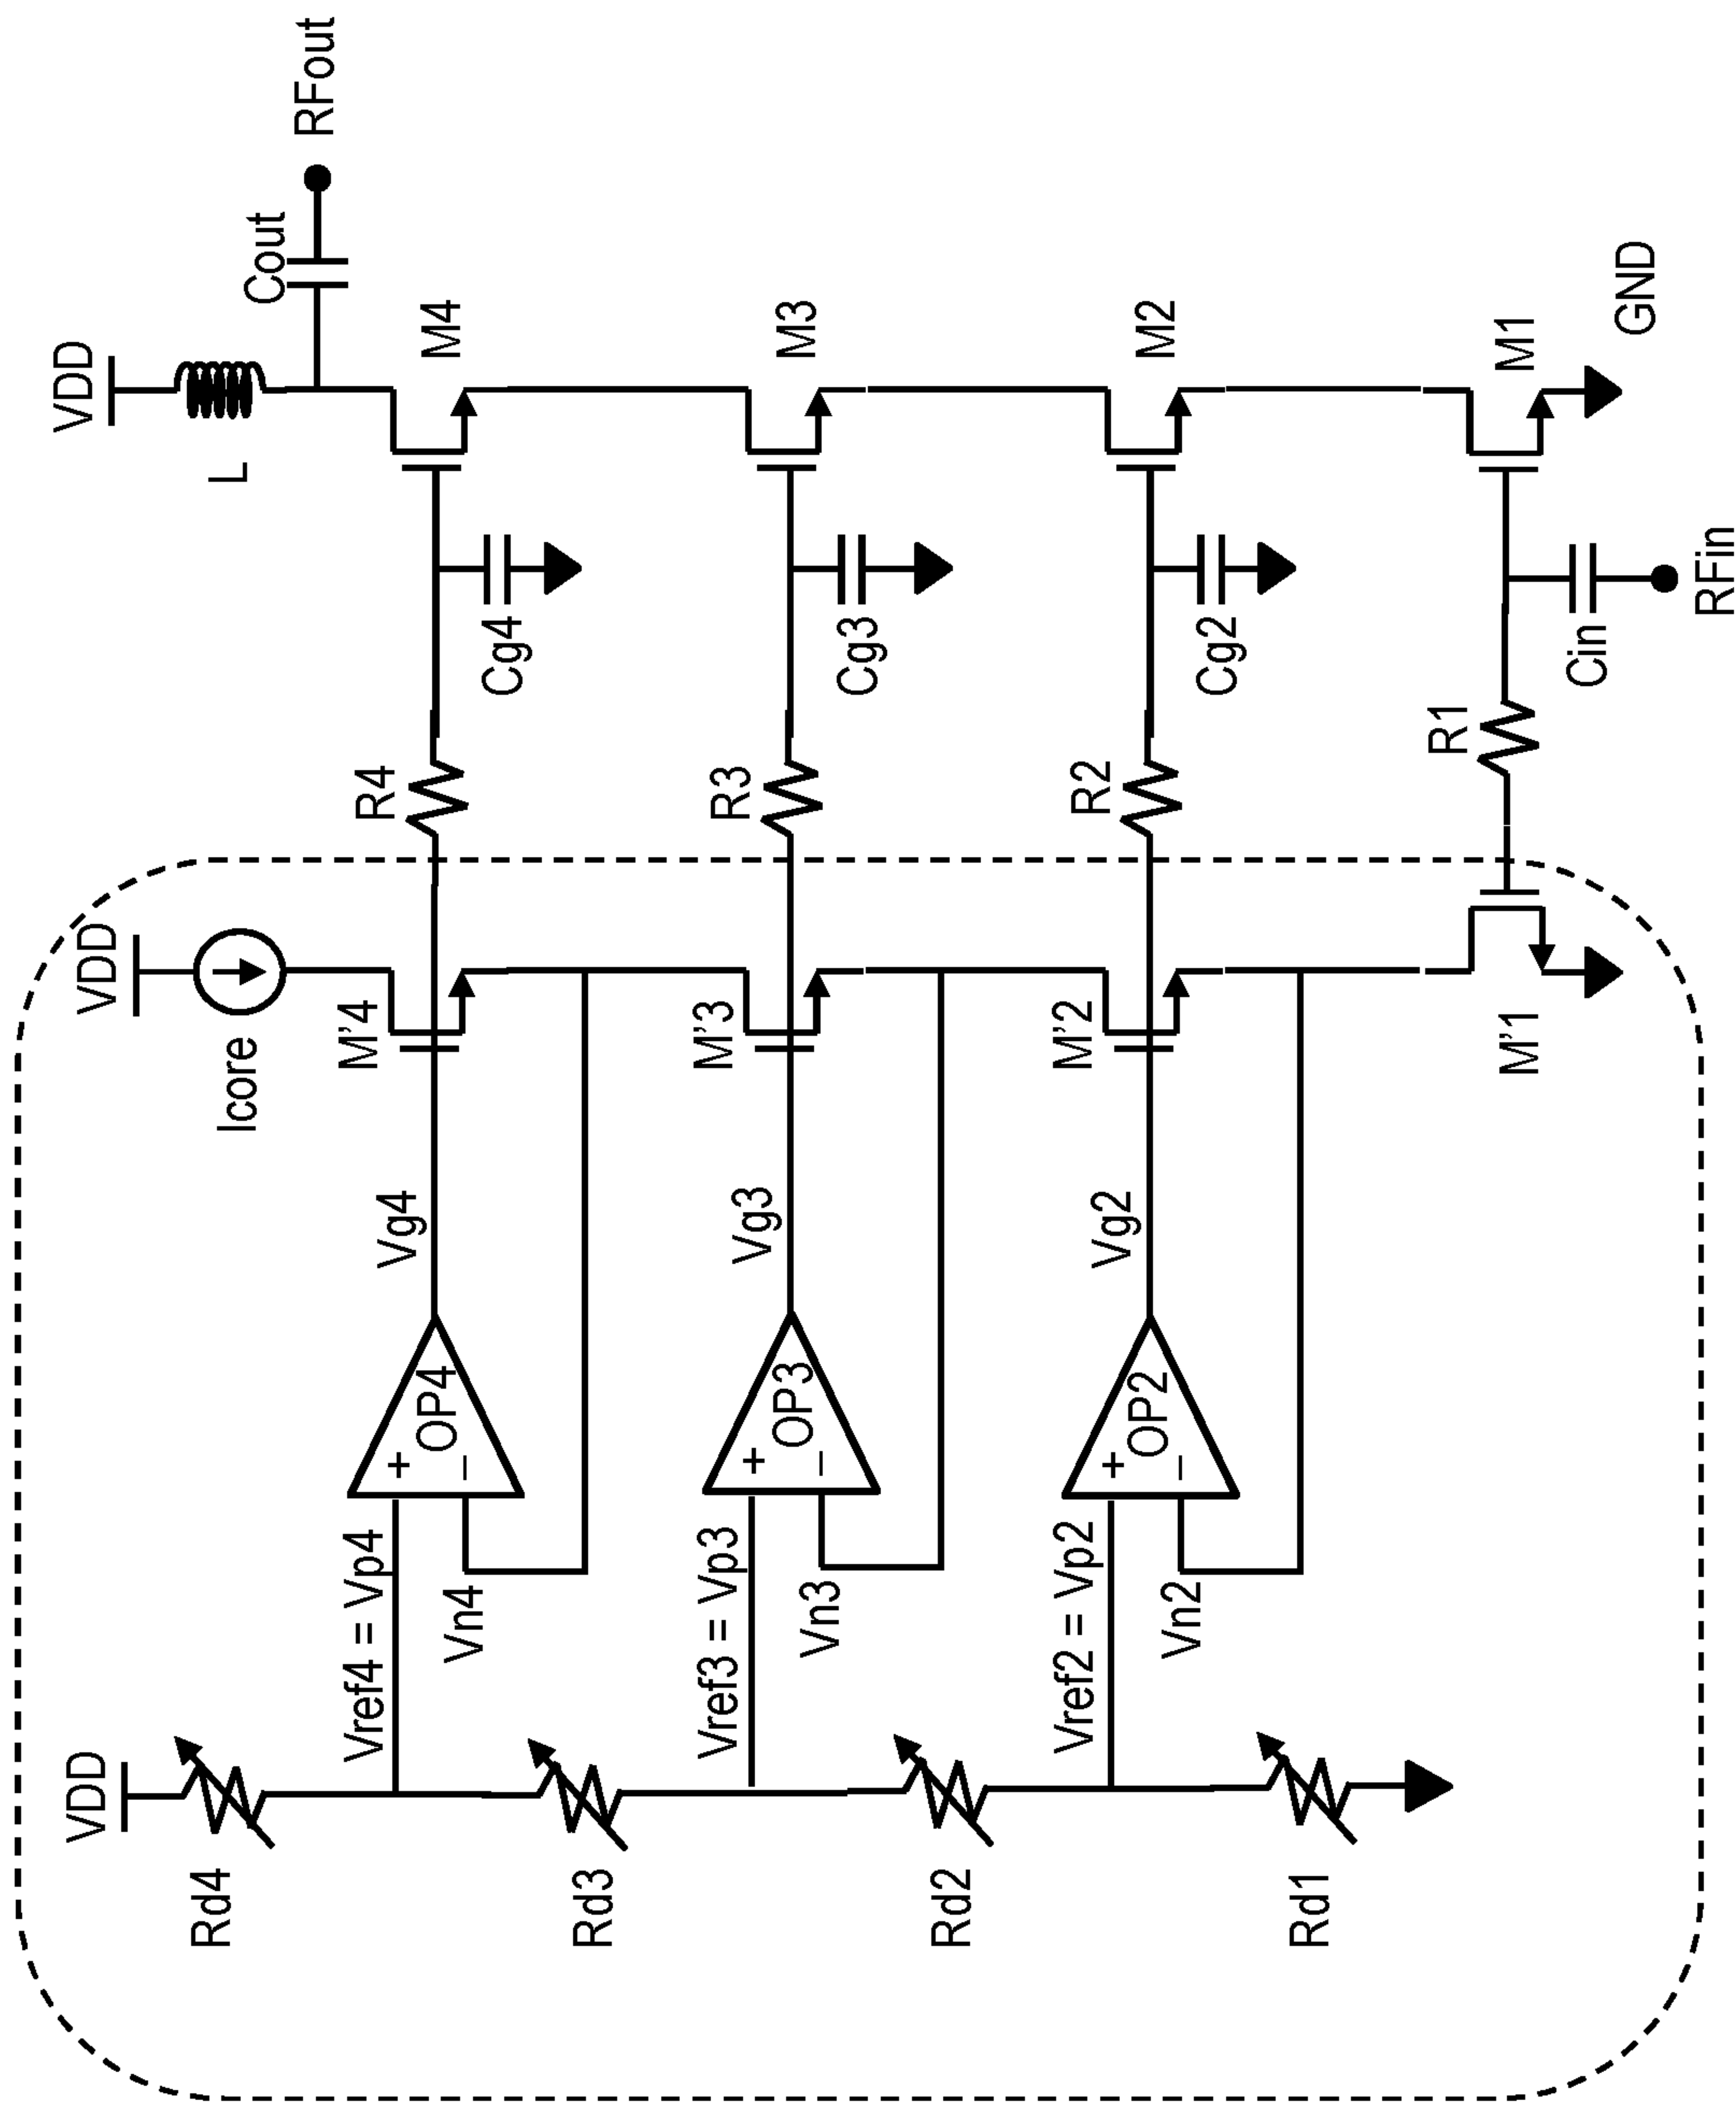 VDD
VDD
VDD
RFout
Cout
L
Icore
Rd4
M4
M'4
R4
Vg4
Vref4 = Vp4
+
OP4
–
Vn4
Cg4
Rd3
M3
M'3
R3
Vg3
Vref3 = Vp3
+
OP3
–
Vn3
Cg3
Rd2
M2
M'2
R2
Vg2
Vref2 = Vp2
+
OP2
–
Vn2
Cg2
Rd1
M'1
R1
M1
Cin
GND
RFin